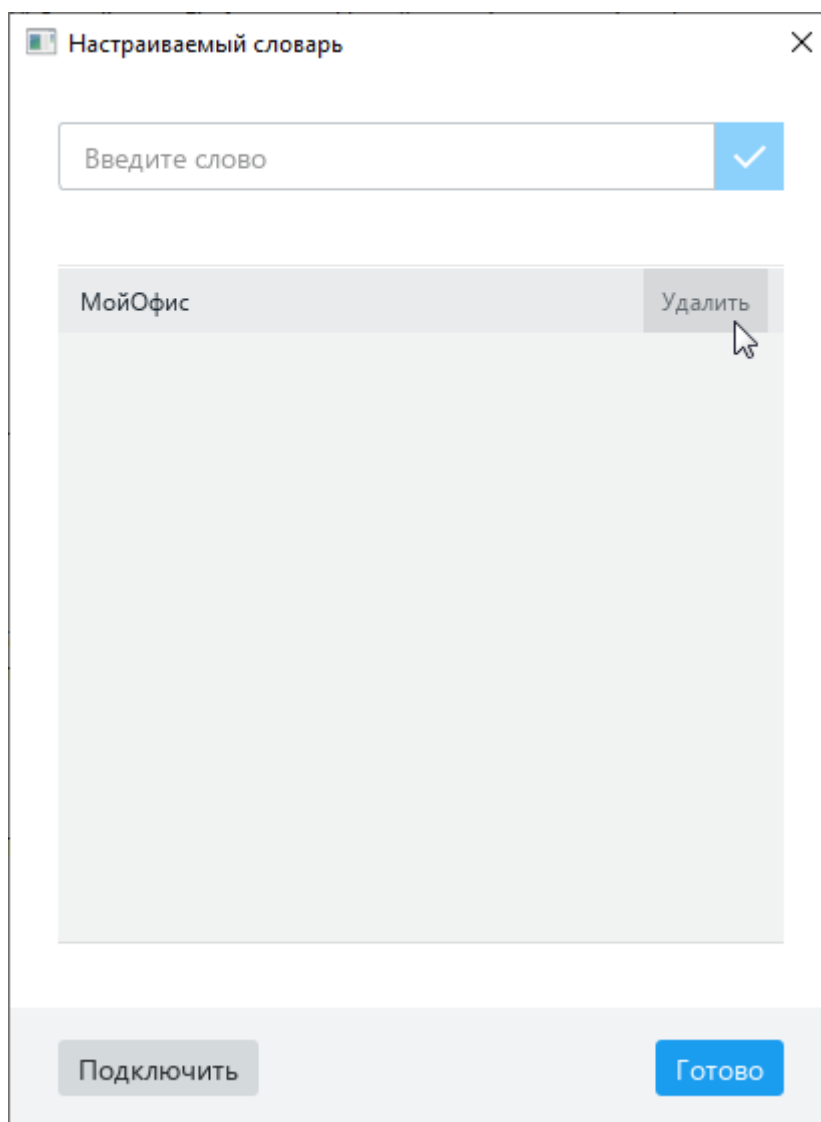 Настраиваемый словарь
Введите слово
МойОфис Удалить
Подключить Готово